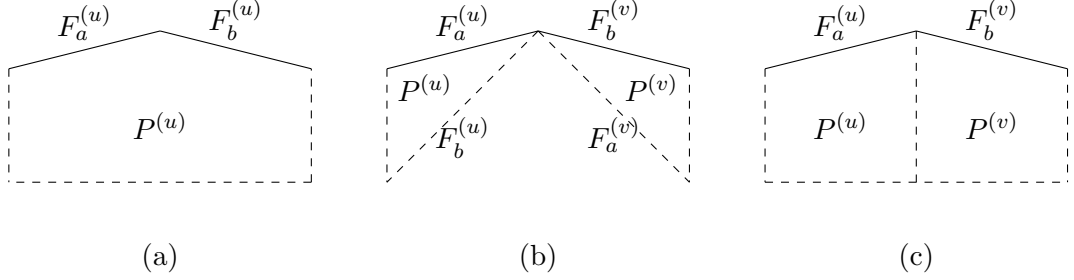 F_a^{(u)} F_b^{(u)} F_a^{(u)} F_b^{(v)} F_a^{(u)} F_b^{(v)}
P^{(u)} P^{(v)}
P^{(u)} P^{(u)} P^{(v)}
F_b^{(u)} F_a^{(v)}
(a) (b) (c)